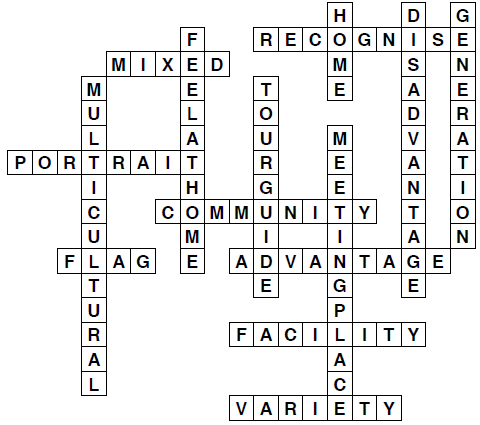 HOME
DISADVANTAGE
GENERATION
FEELATHOME
RECOGNISE
MIXED
MULTICULTURAL
TOURGUIDE
MEETINGPLACE
PORTRAIT
COMMUNITY
FLAG
ADVANTAGE
FACILITY
VARIETY